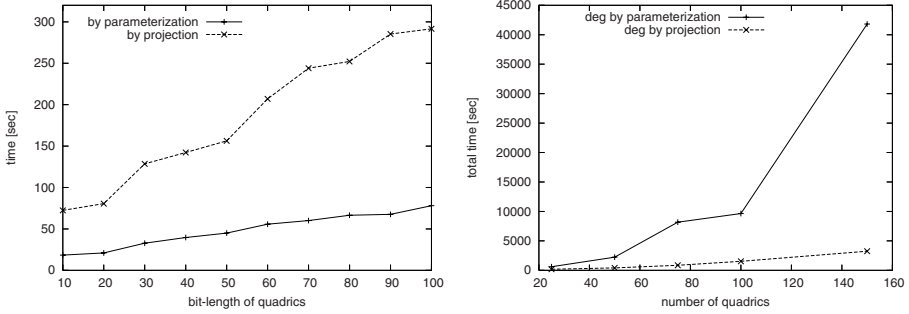 by parameterization
by projection
300
250
200
150
100
50
0
time [sec]
10 20 30 40 50 60 70 80 90 100
bit-length of quadrics
deg by parameterization
deg by projection
45000
40000
35000
30000
25000
20000
15000
10000
5000
0
total time [sec]
20 40 60 80 100 120 140 160
number of quadrics